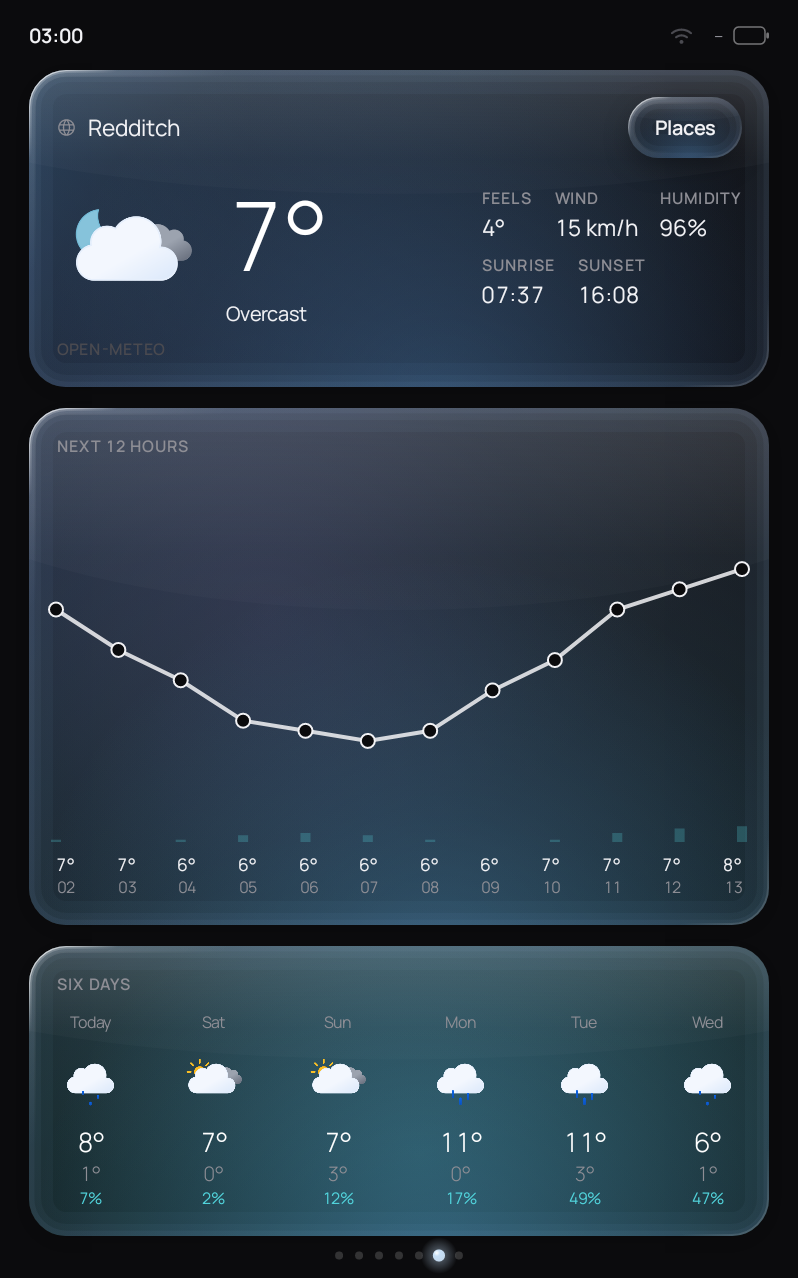 03:00
–
Redditch
Places
FEELS WIND HUMIDITY
4° 15 km/h 96%
7°
SUNRISE SUNSET
07:37 16:08
Overcast
OPEN-METEO
NEXT 12 HOURS
7° 7° 6° 6° 6° 6° 6° 6° 7° 7° 7° 8°
02 03 04 05 06 07 08 09 10 11 12 13
SIX DAYS
Today Sat Sun Mon Tue Wed
8° 7° 7° 11° 11° 6°
1° 0° 3° 0° 3° 1°
7% 2% 12% 17% 49% 47%